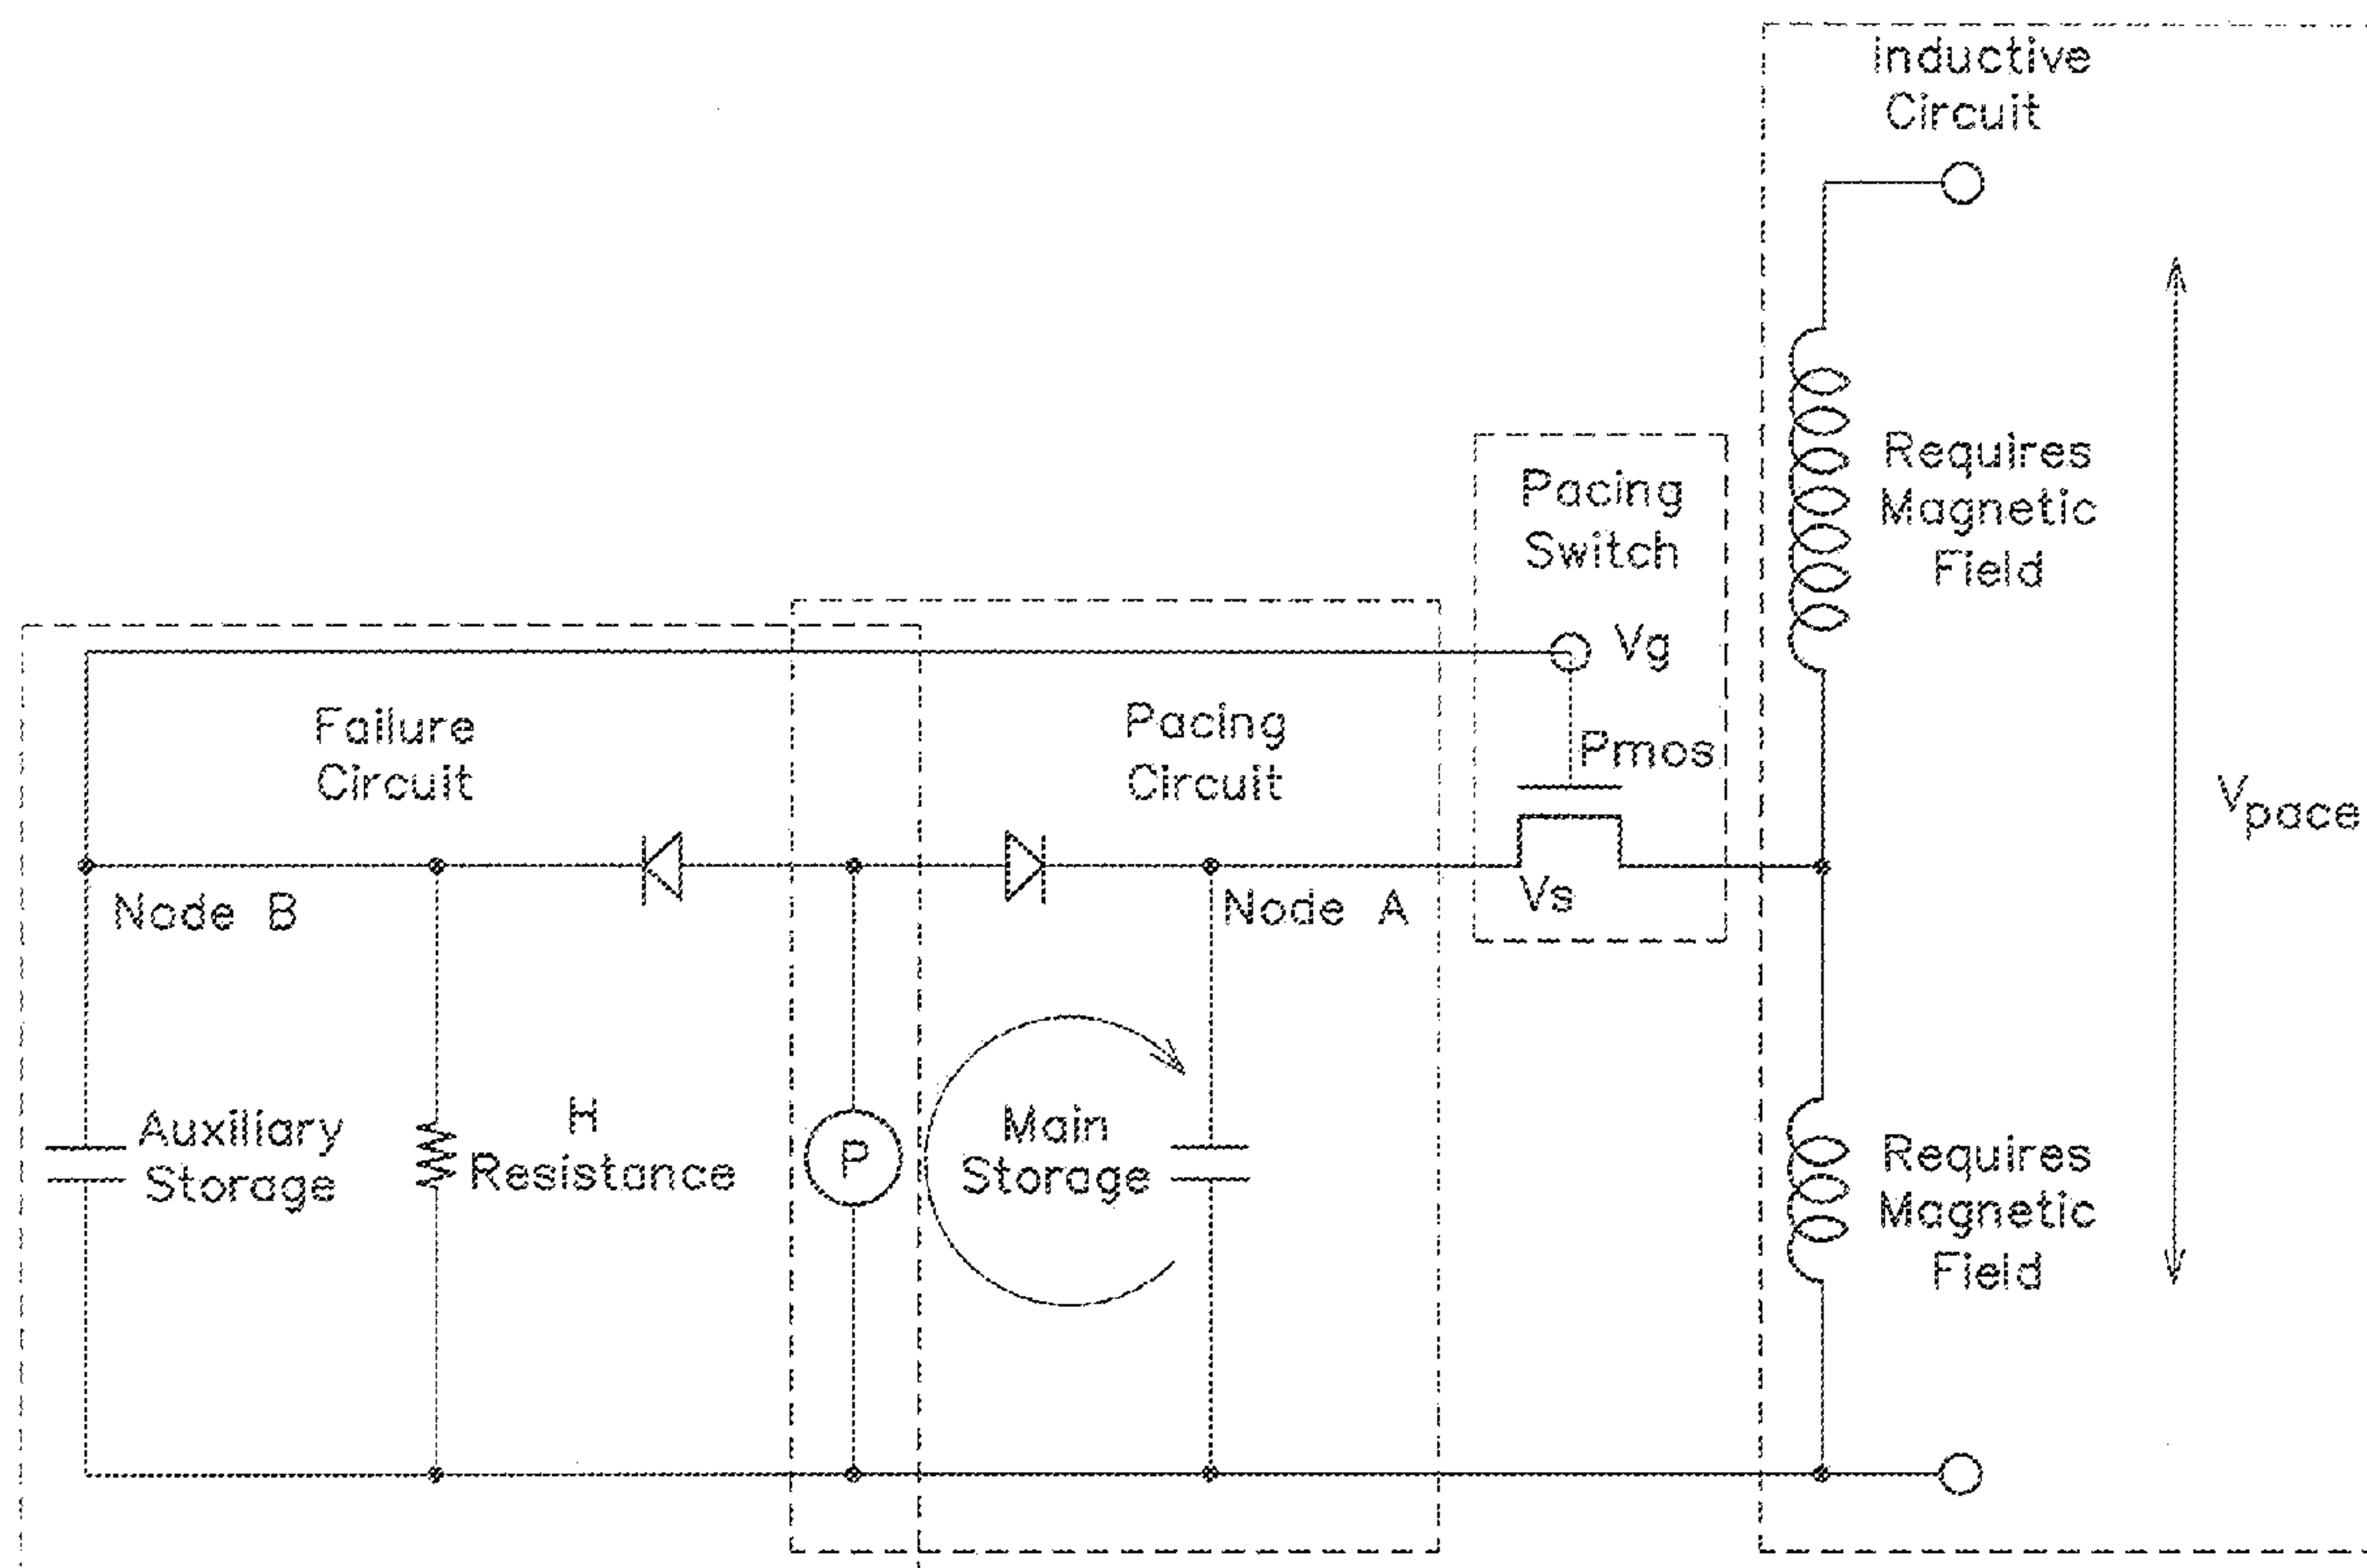 Inductive
Circuit
Requires
Magnetic
Field
Pacing
Switch
Vg
Pmos
Failure
Circuit
Pacing
Circuit
Vpace
Node B
Node A
Vs
Auxiliary
Storage
H
Resistance
P
Main
Storage
Requires
Magnetic
Field